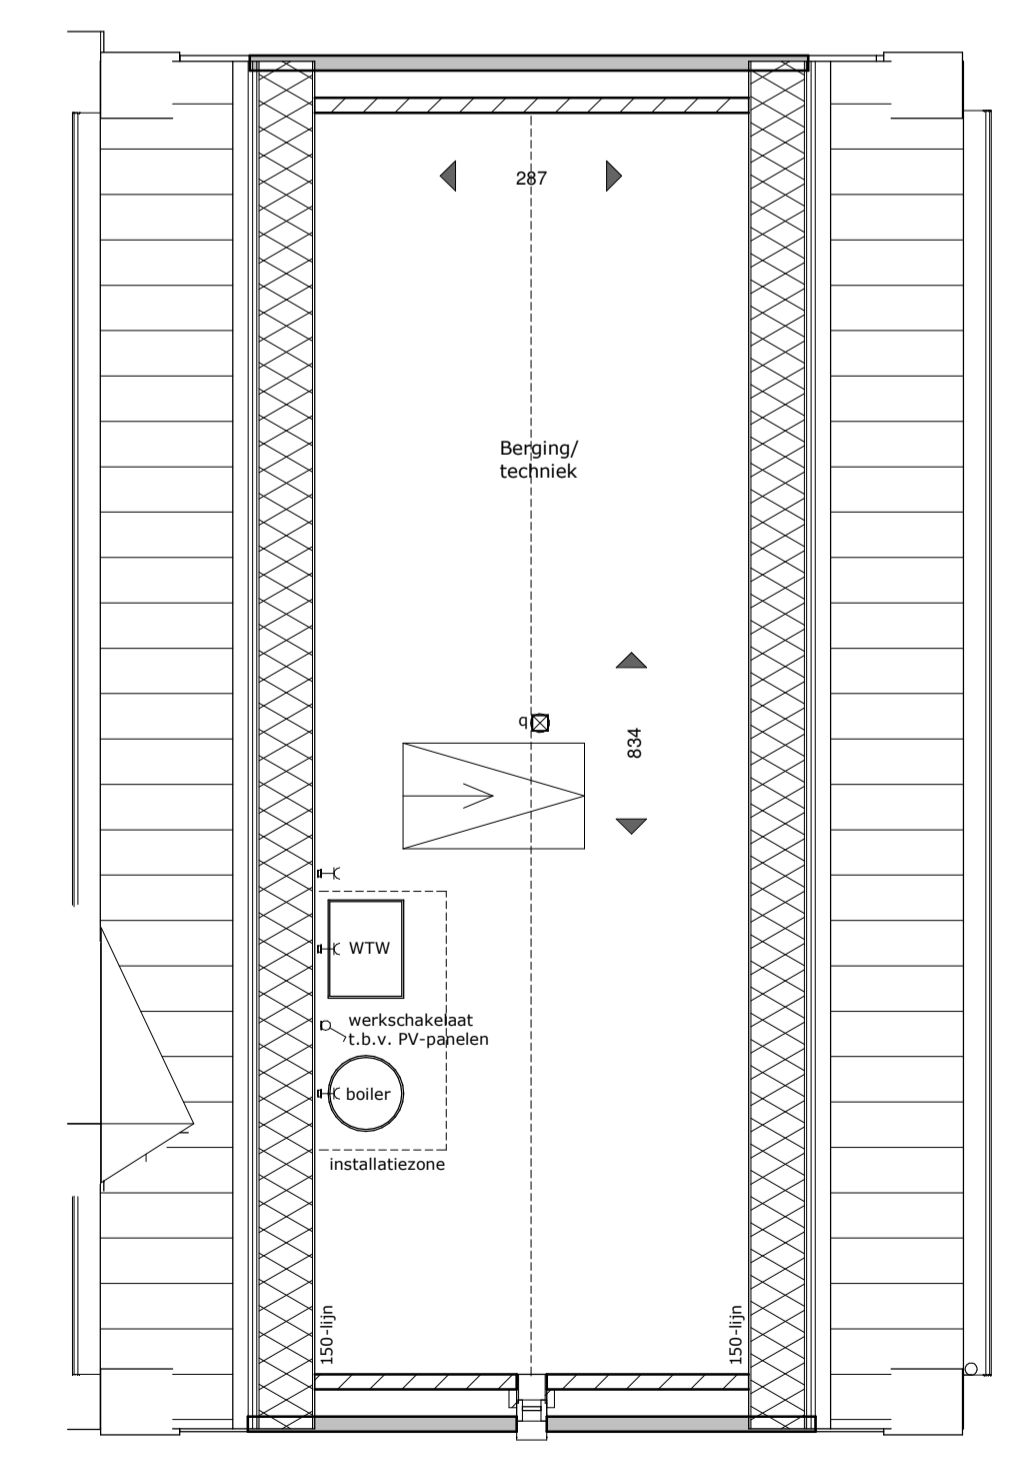 287
Berging/
techniek
q
834
WTW
werkschakelaat
t.b.v. PV-panelen
boiler
installatiezone
150-lijn
150-lijn